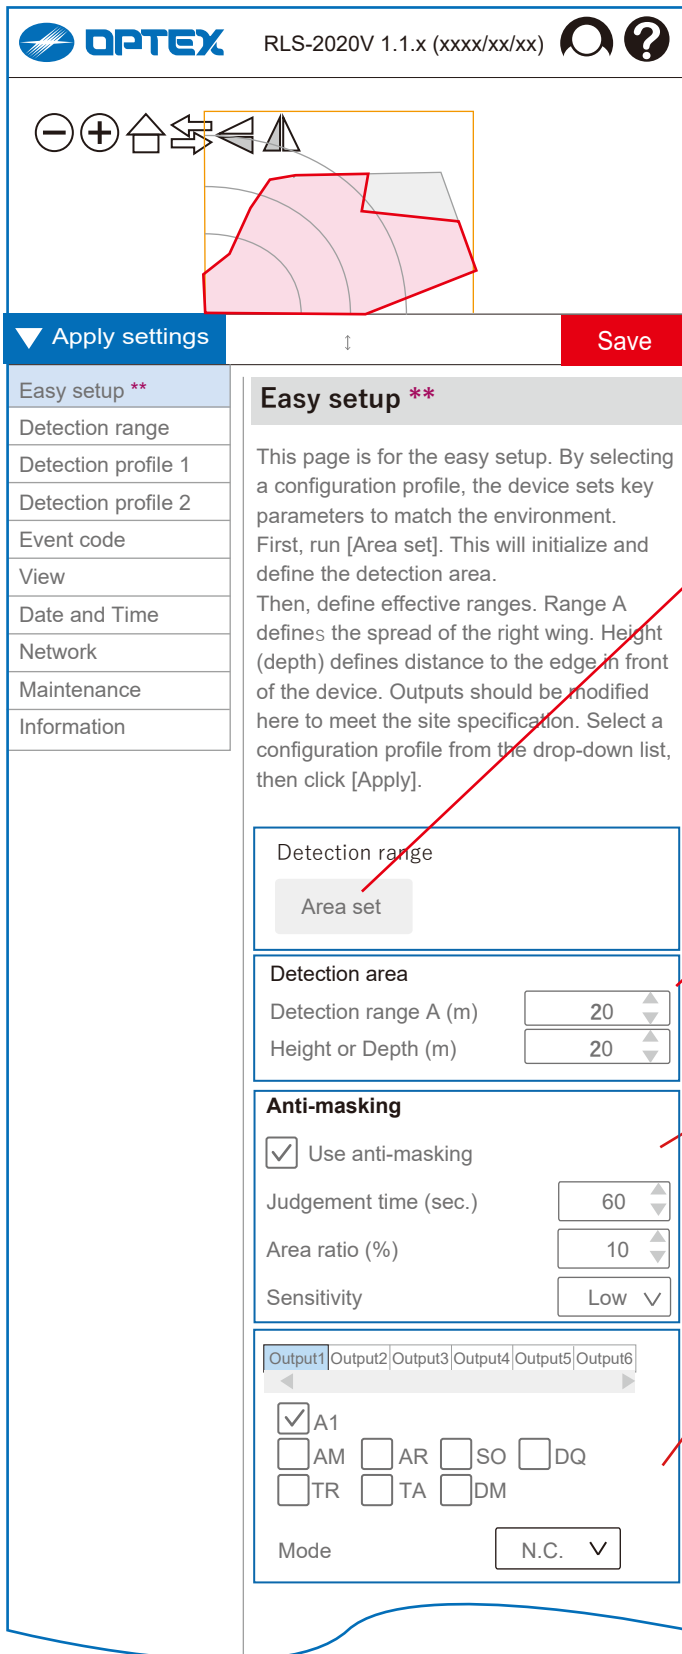 OPTEX RLS-2020V 1.1.x (xxxx/xx/xx)
Apply settings
Save
Easy setup **
Detection range
Detection profile 1
Detection profile 2
Event code
View
Date and Time
Network
Maintenance
Information
Easy setup **
This page is for the easy setup. By selecting
a configuration profile, the device sets key
parameters to match the environment.
First, run [Area set]. This will initialize and
define the detection area.
Then, define effective ranges. Range A
defines the spread of the right wing. Height
(depth) defines distance to the edge in front
of the device. Outputs should be modified
here to meet the site specification. Select a
configuration profile from the drop-down list,
then click [Apply].
Detection range
Area set
Detection area
Detection range A (m) 20
Height or Depth (m) 20
Anti-masking
Use anti-masking
Judgement time (sec.) 60
Area ratio (%) 10
Sensitivity Low
Output1 Output2 Output3 Output4 Output5 Output6
A1
AM AR SO DQ
TR TA DM
Mode N.C.